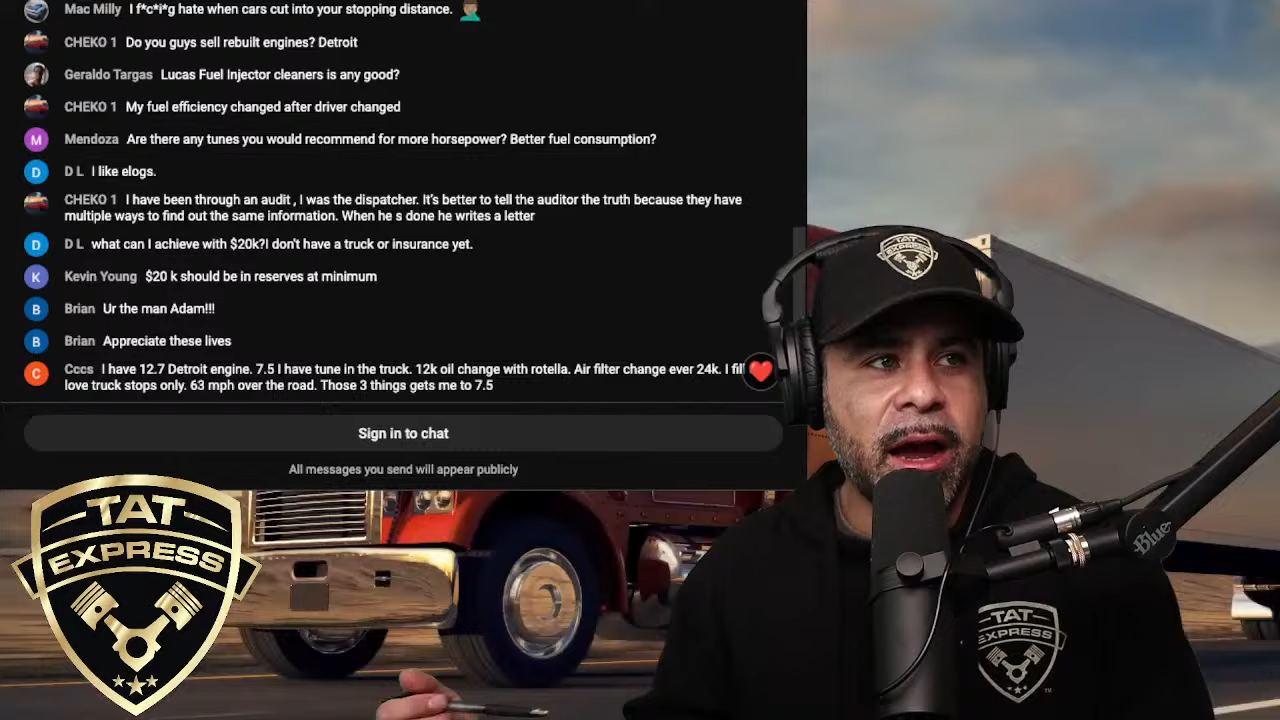 Mac Milly I f*c*i*g hate when cars cut into your stopping distance.
CHEKO 1 Do you guys sell rebuilt engines? Detroit
Geraldo Targas Lucas Fuel Injector cleaners is any good?
CHEKO 1 My fuel efficiency changed after driver changed
M Mendoza Are there any tunes you would recommend for more horsepower? Better fuel consumption?
D D L I like elogs.
CHEKO 1 I have been through an audit , I was the dispatcher. It's better to tell the auditor the truth because they have
multiple ways to find out the same information. When he s done he writes a letter
D D L what can I achieve with $20k?I don't have a truck or insurance yet.
K Kevin Young $20 k should be in reserves at minimum
B Brian Ur the man Adam!!!
B Brian Appreciate these lives
C Cccs I have 12.7 Detroit engine. 7.5 I have tune in the truck. 12k oil change with rotella. Air filter change ever 24k. I fill
love truck stops only. 63 mph over the road. Those 3 things gets me to 7.5
Sign in to chat
All messages you send will appear publicly
TAT
EXPRESS
TAT
Blue
TAT
EXPRESS